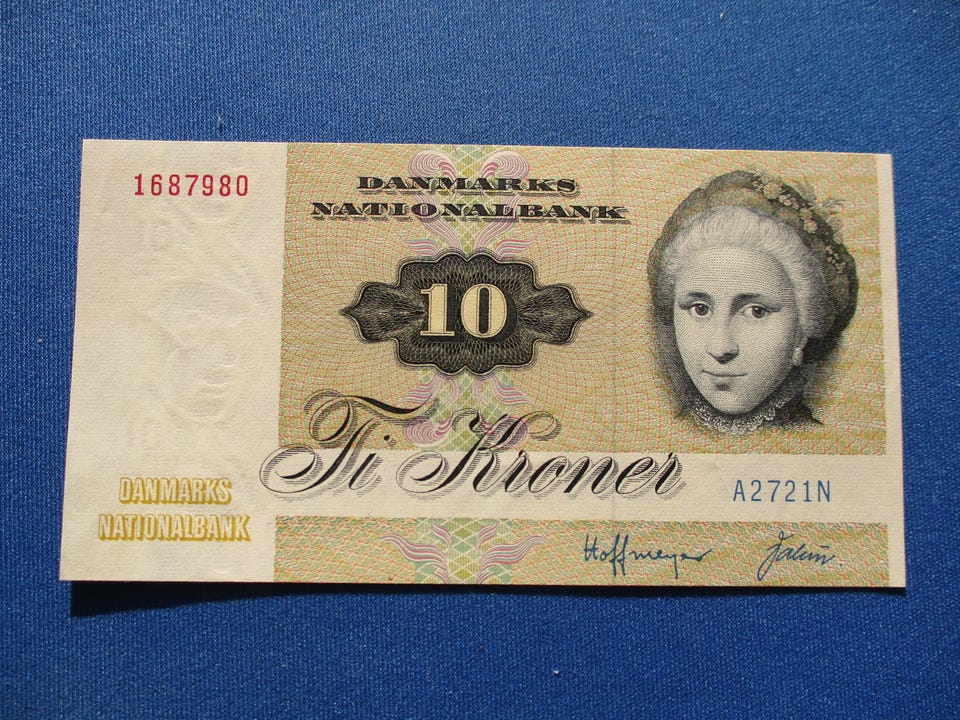 1687980
DANMARKS
NATIONALBANK
10
Ti Kroner
A2721N
DANMARKS
NATIONALBANK
Hoffmeyer